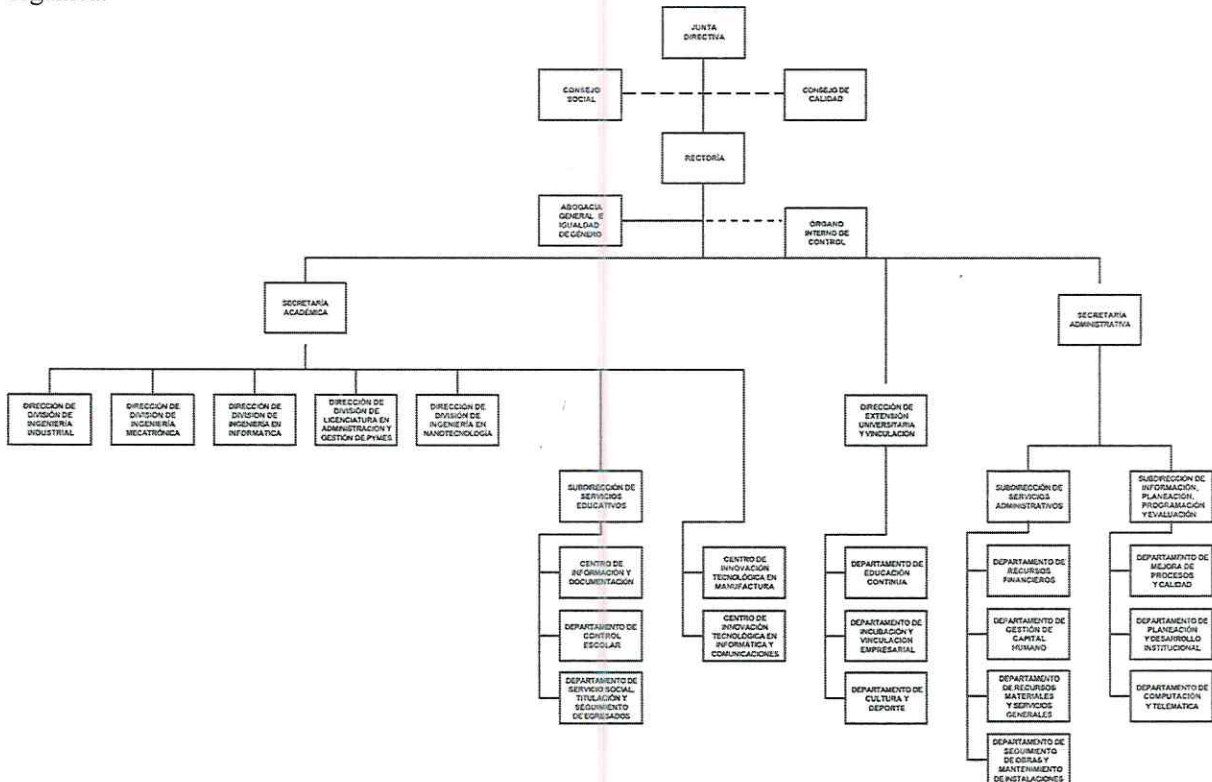 JUNTA
DIRECTIVA
CONSEJO
SOCIAL
CONSEJO DE
CALIDAD
RECTORÍA
ABOGACÍA
GENERAL E
IGUALDAD
DE GÉNERO
ÓRGANO
INTERNO DE
CONTROL
SECRETARÍA
ACADÉMICA
SECRETARÍA
ADMINISTRATIVA
DIRECCIÓN DE
DIVISIÓN DE
INGENIERÍA
INDUSTRIAL
DIRECCIÓN DE
DIVISIÓN DE
INGENIERÍA
MECATRÓNICA
DIRECCIÓN DE
DIVISIÓN DE
INGENIERÍA EN
INFORMÁTICA
DIRECCIÓN DE
DIVISIÓN DE
LICENCIATURA EN
ADMINISTRACIÓN Y
GESTIÓN DE PYMES
DIRECCIÓN DE
DIVISIÓN DE
INGENIERÍA EN
NANOTECNOLOGÍA
DIRECCIÓN DE
EXTENSIÓN
UNIVERSITARIA
Y VINCULACIÓN
SUBDIRECCIÓN DE
SERVICIOS
EDUCATIVOS
SUBDIRECCIÓN DE
SERVICIOS
ADMINISTRATIVOS
SUBDIRECCIÓN DE
INFORMACIÓN,
PLANEACIÓN,
PROGRAMACIÓN
Y EVALUACIÓN
CENTRO DE
INFORMACIÓN Y
DOCUMENTACIÓN
CENTRO DE
INNOVACIÓN
TECNOLÓGICA EN
MANUFACTURA
DEPARTAMENTO DE
EDUCACIÓN
CONTINUA
DEPARTAMENTO DE
RECURSOS
FINANCIEROS
DEPARTAMENTO DE
MEJORA DE
PROCESOS
Y CALIDAD
DEPARTAMENTO DE
CONTROL
ESCOLAR
CENTRO DE
INNOVACIÓN
TECNOLÓGICA EN
INFORMÁTICA Y
COMUNICACIONES
DEPARTAMENTO DE
INCUBACIÓN Y
VINCULACIÓN
EMPRESARIAL
DEPARTAMENTO DE
GESTIÓN DE
CAPITAL
HUMANO
DEPARTAMENTO DE
PLANEACIÓN
Y DESARROLLO
INSTITUCIONAL
DEPARTAMENTO DE
SERVICIO SOCIAL,
TITULACIÓN Y
SEGUIMIENTO
DE EGRESADOS
DEPARTAMENTO DE
CULTURA Y
DEPORTE
DEPARTAMENTO
DE RECURSOS
MATERIALES
Y SERVICIOS
GENERALES
DEPARTAMENTO DE
COMPUTACIÓN
Y TELEMÁTICA
DEPARTAMENTO DE
SEGUIMIENTO
DE OBRAS Y
MANTENIMIENTO
DE INSTALACIONES